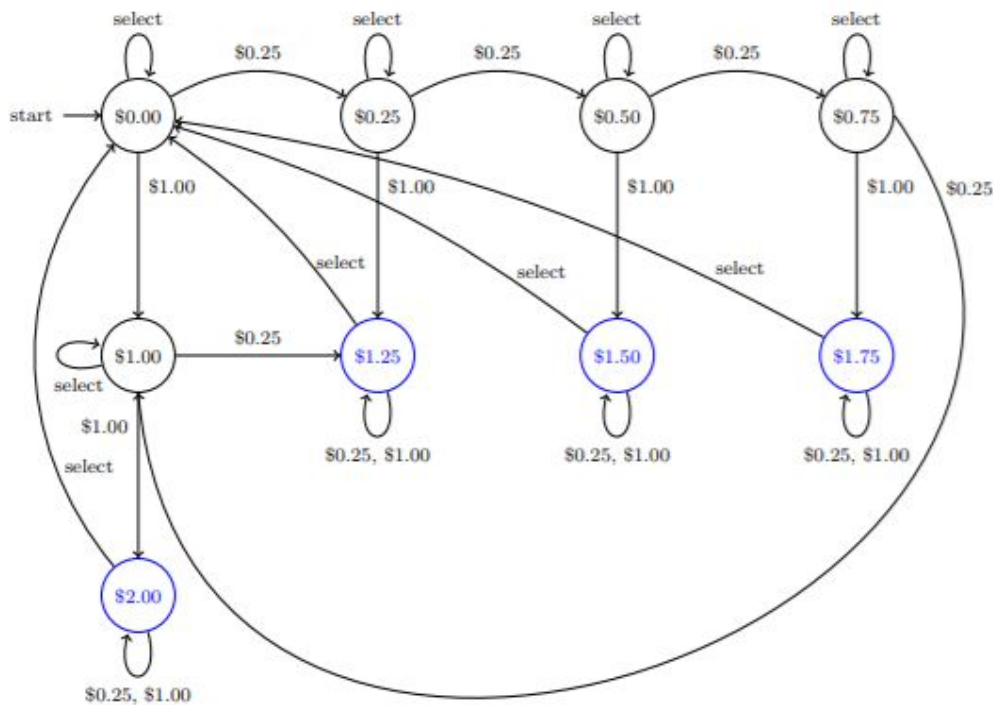 select select select select
$0.25 $0.25 $0.25
start $0.00 $0.25 $0.50 $0.75
$1.00 $1.00 $1.00 $1.00 $0.25
select select select
$1.00 $0.25 $1.25 $1.50 $1.75
select
$1.00 $0.25, $1.00 $0.25, $1.00 $0.25, $1.00
select
$2.00
$0.25, $1.00